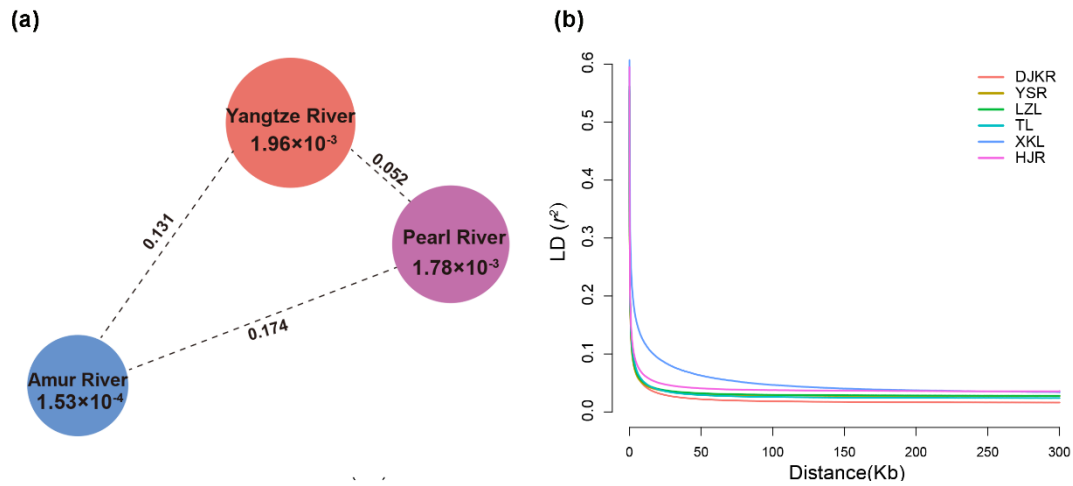 (a)
Yangtze River
1.96×10⁻³
0.052
0.131
Pearl River
1.78×10⁻³
0.174
Amur River
1.53×10⁻⁴
(b)
LD (r²)
0.6
0.5
0.4
0.3
0.2
0.1
0.0
DJKR
YSR
LZL
TL
XKL
HJR
0 50 100 150 200 250 300
Distance(Kb)